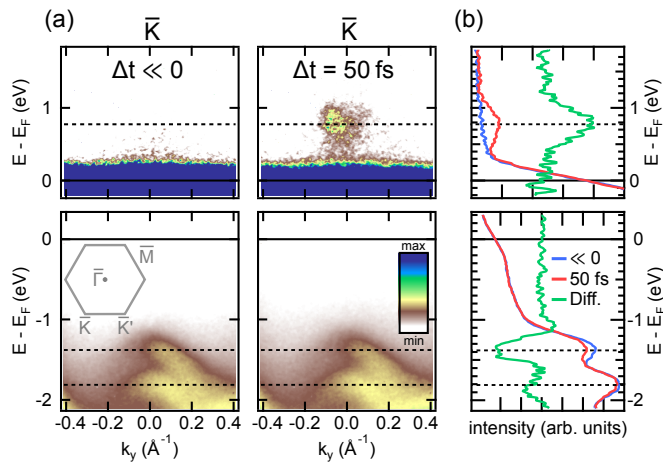 (a)
K̅
K̅
(b)
Δt ≪ 0
Δt = 50 fs
E - E_F (eV)
2
1
0
E - E_F (eV)
1
0
Γ̅
M̅
K̅
K̅'
max
min
≪ 0
50 fs
Diff.
E - E_F (eV)
0
-1
-2
E - E_F (eV)
0
-1
-2
-0.4 -0.2 0.0 0.2 0.4
-0.4 -0.2 0.0 0.2 0.4
k_y (Å⁻¹)
k_y (Å⁻¹)
intensity (arb. units)